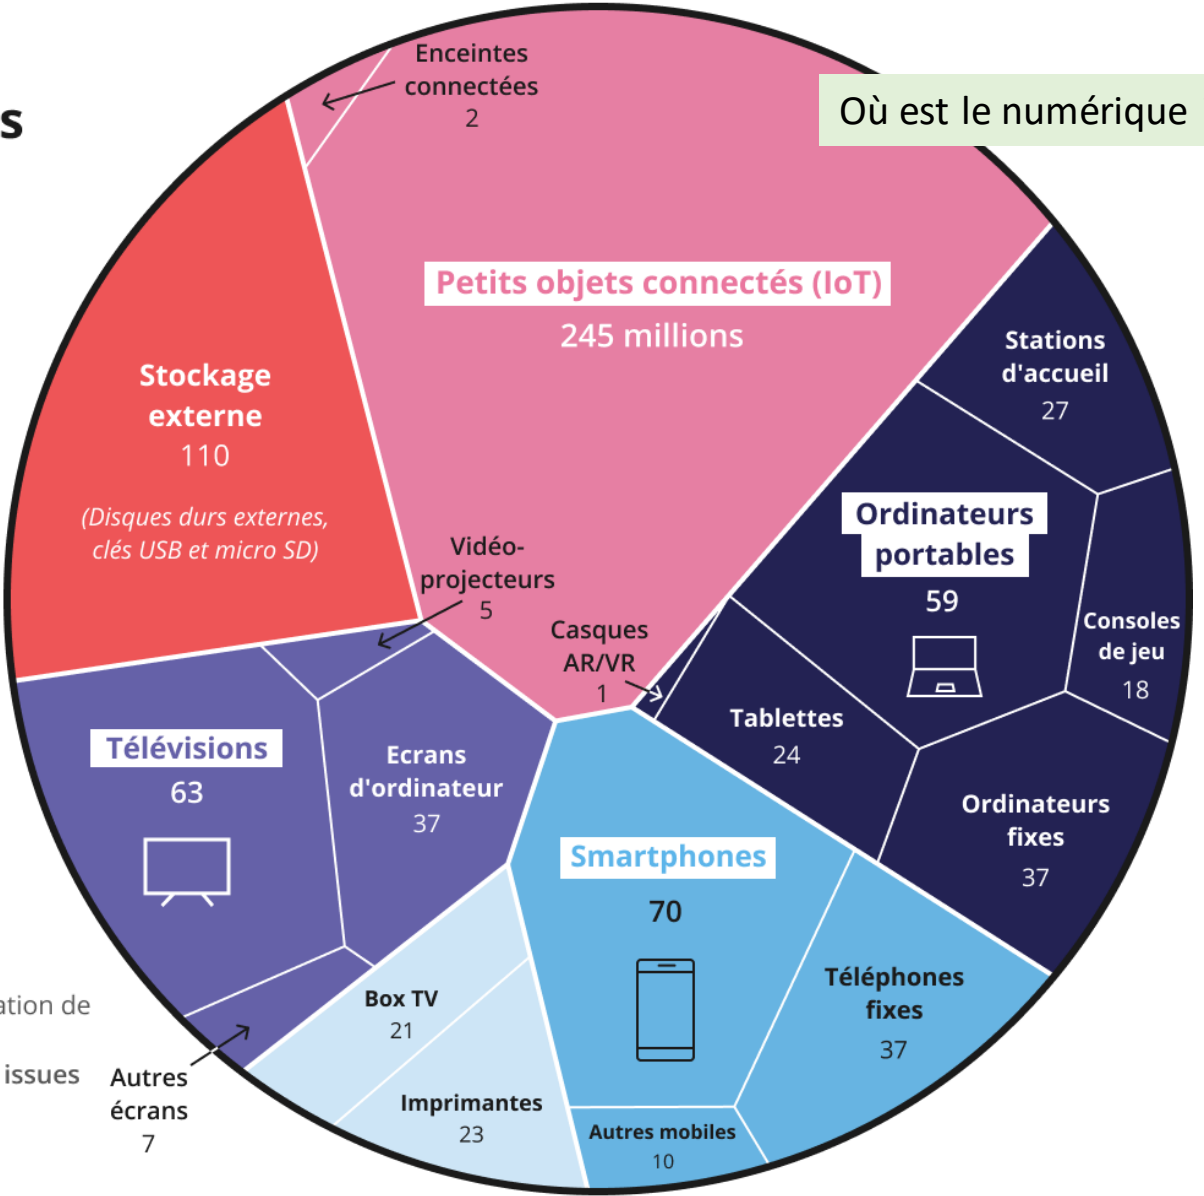 s
Où est le numérique
Enceintes
connectées
2
Petits objets connectés (IoT)
245 millions
Stockage
externe
110
(Disques durs externes,
clés USB et micro SD)
Stations
d'accueil
27
Ordinateurs
portables
59
Consoles
de jeu
18
Vidéo-
projecteurs
5
Casques
AR/VR
1
Tablettes
24
Ordinateurs
fixes
37
Télévisions
63
Ecrans
d'ordinateur
37
Smartphones
70
Téléphones
fixes
37
Autres mobiles
10
Box TV
21
Imprimantes
23
ation de
issues
Autres
écrans
7